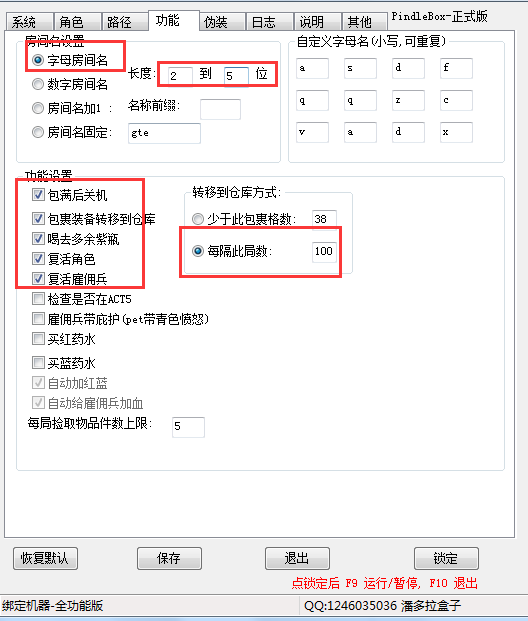 系统 角色 路径 功能 伪装 日志 说明 其他 PindleBox-正式版
房间名设置
字母房间名
长度: 2 到 5 位
数字房间名
房间名加1 : 名称前缀:
房间名固定: gte
自定义字母名(小写,可重复)
a s d f
q q z c
v a d x
功能设置
包满后关机
包裹装备转移到仓库
喝去多余紫瓶
复活角色
复活雇佣兵
检查是否在ACT5
雇佣兵带庇护(pet带青色愤怒)
买红药水
买蓝药水
自动加红蓝
自动给雇佣兵加血
每局捡取物品件数上限: 5
转移到仓库方式:
少于此包裹格数: 38
每隔此局数: 100
恢复默认 保存 退出 锁定
点锁定后 F9 运行/暂停, F10 退出
绑定机器-全功能版 QQ:1246035036 潘多拉盒子